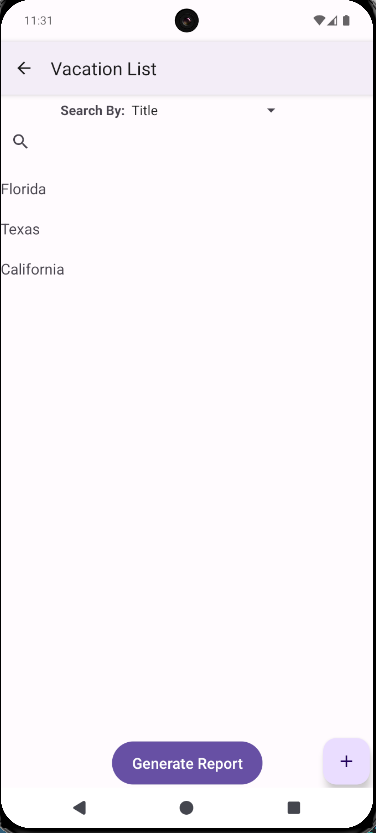 11:31
Vacation List
Search By: Title
Florida
Texas
California
Generate Report
+